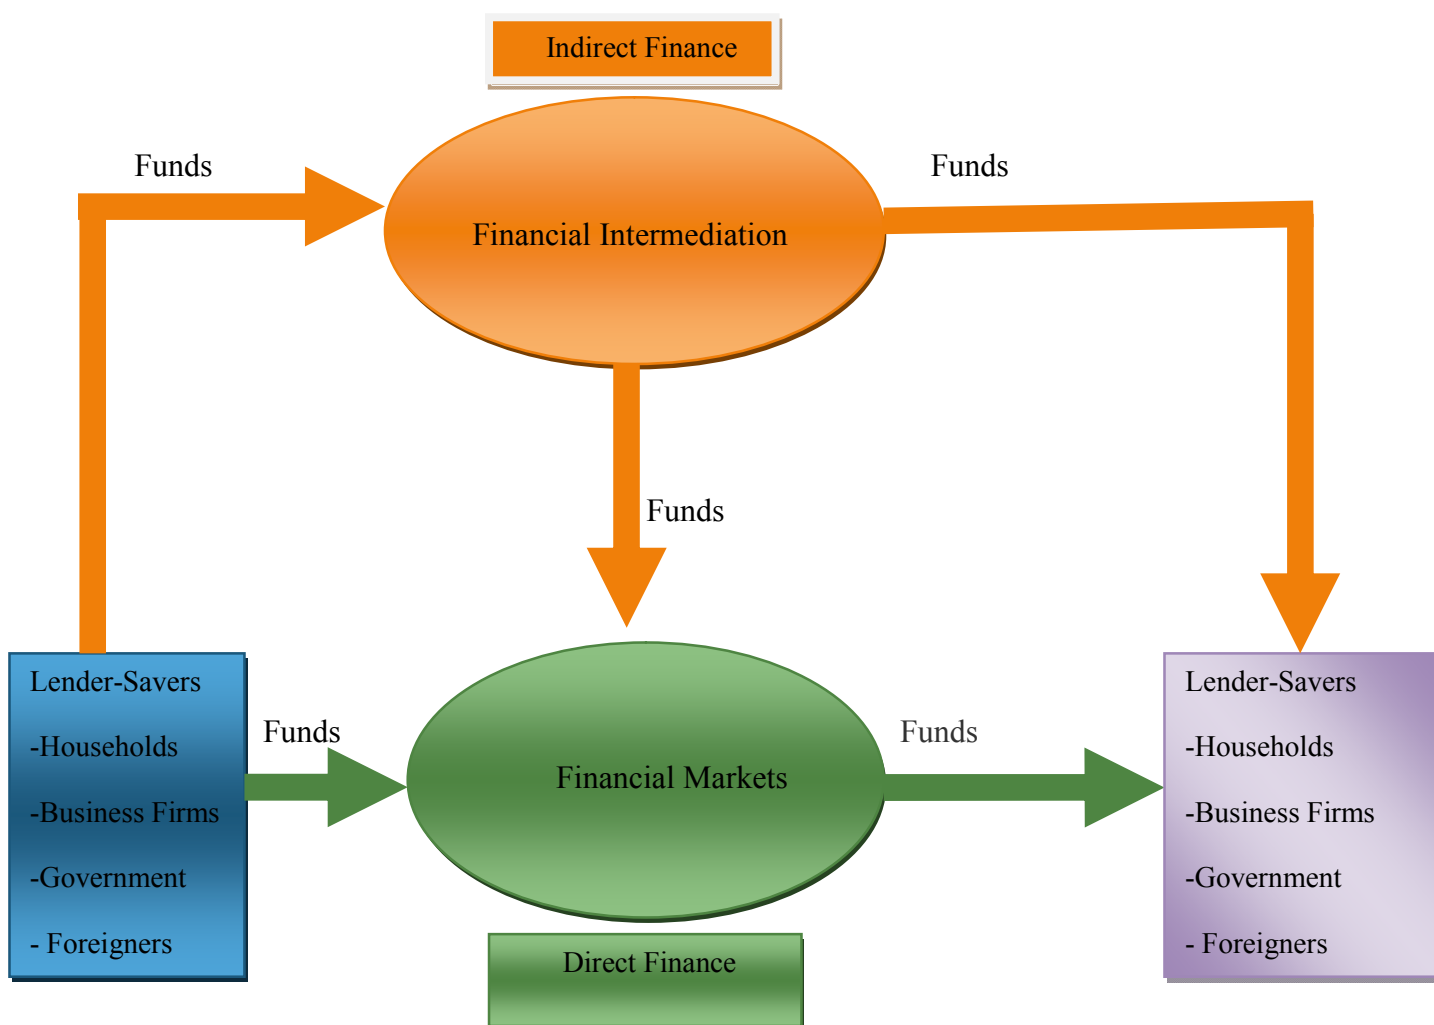 Indirect Finance
Funds
Funds
Financial Intermediation
Funds
Lender-Savers
-Households
-Business Firms
-Government
- Foreigners
Funds
Financial Markets
Funds
Lender-Savers
-Households
-Business Firms
-Government
- Foreigners
Direct Finance